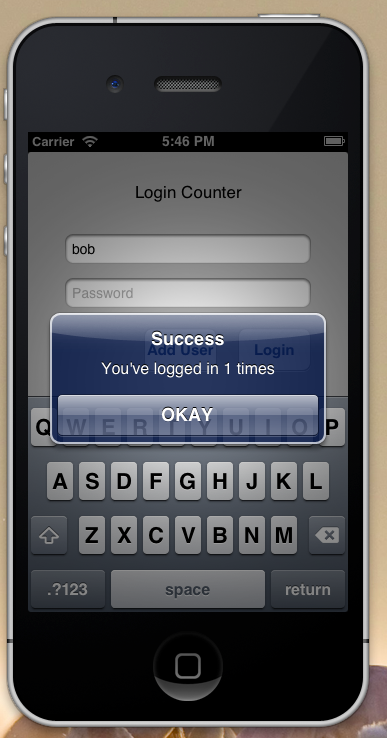 Carrier 5:46 PM
Login Counter
bob
Password
Success
Add User Login
You've logged in 1 times
OKAY
Q W E R T Y U I O P
A S D F G H J K L
Z X C V B N M
.?123 space return